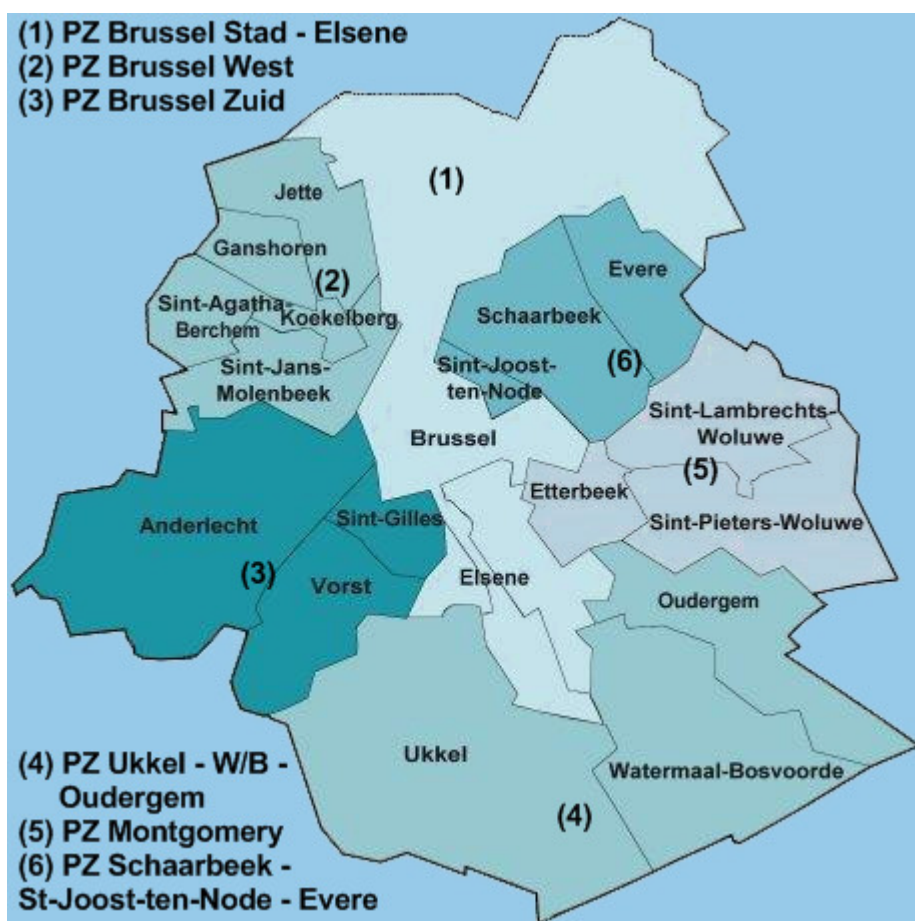 (1) PZ Brussel Stad - Elsene
(2) PZ Brussel West
(3) PZ Brussel Zuid
(1)
Jette
Ganshoren
(2)
Evere
Sint-Agatha-
Berchem
Koekelberg
Schaarbeek
(6)
Sint-Jans-
Molenbeek
Sint-Joost-
ten-Node
Sint-Lambrechts-
Woluwe
Brussel
(5)
Etterbeek
Anderlecht
Sint-Gilles
Sint-Pieters-Woluwe
(3)
Vorst
Elsene
Oudergem
Ukkel
Watermaal-Bosvoorde
(4)
(4) PZ Ukkel - W/B -
Oudergem
(5) PZ Montgomery
(6) PZ Schaarbeek -
St-Joost-ten-Node - Evere